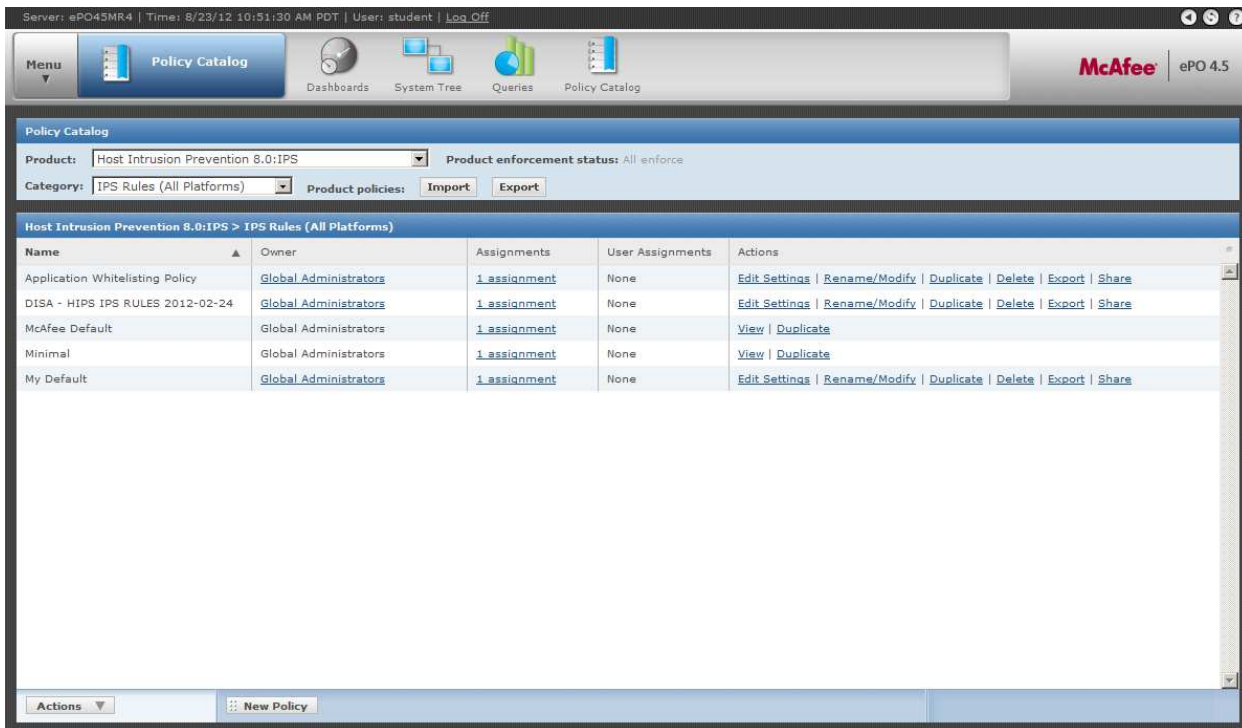 Server: ePO45MR4 | Time: 8/23/12 10:51:30 AM PDT | User: student | Log Off
Menu
Policy Catalog
Dashboards
System Tree
Queries
Policy Catalog
McAfee
ePO 4.5
Policy Catalog
Product: Host Intrusion Prevention 8.0:IPS Product enforcement status: All enforce
Category: IPS Rules (All Platforms) Product policies: Import Export
Host Intrusion Prevention 8.0:IPS > IPS Rules (All Platforms)
Name Owner Assignments User Assignments Actions
Application Whitelisting Policy Global Administrators 1 assignment None Edit Settings | Rename/Modify | Duplicate | Delete | Export | Share
DISA - HIPS IPS RULES 2012-02-24 Global Administrators 1 assignment None Edit Settings | Rename/Modify | Duplicate | Delete | Export | Share
McAfee Default Global Administrators 1 assignment None View | Duplicate
Minimal Global Administrators 1 assignment None View | Duplicate
My Default Global Administrators 1 assignment None Edit Settings | Rename/Modify | Duplicate | Delete | Export | Share
Actions New Policy